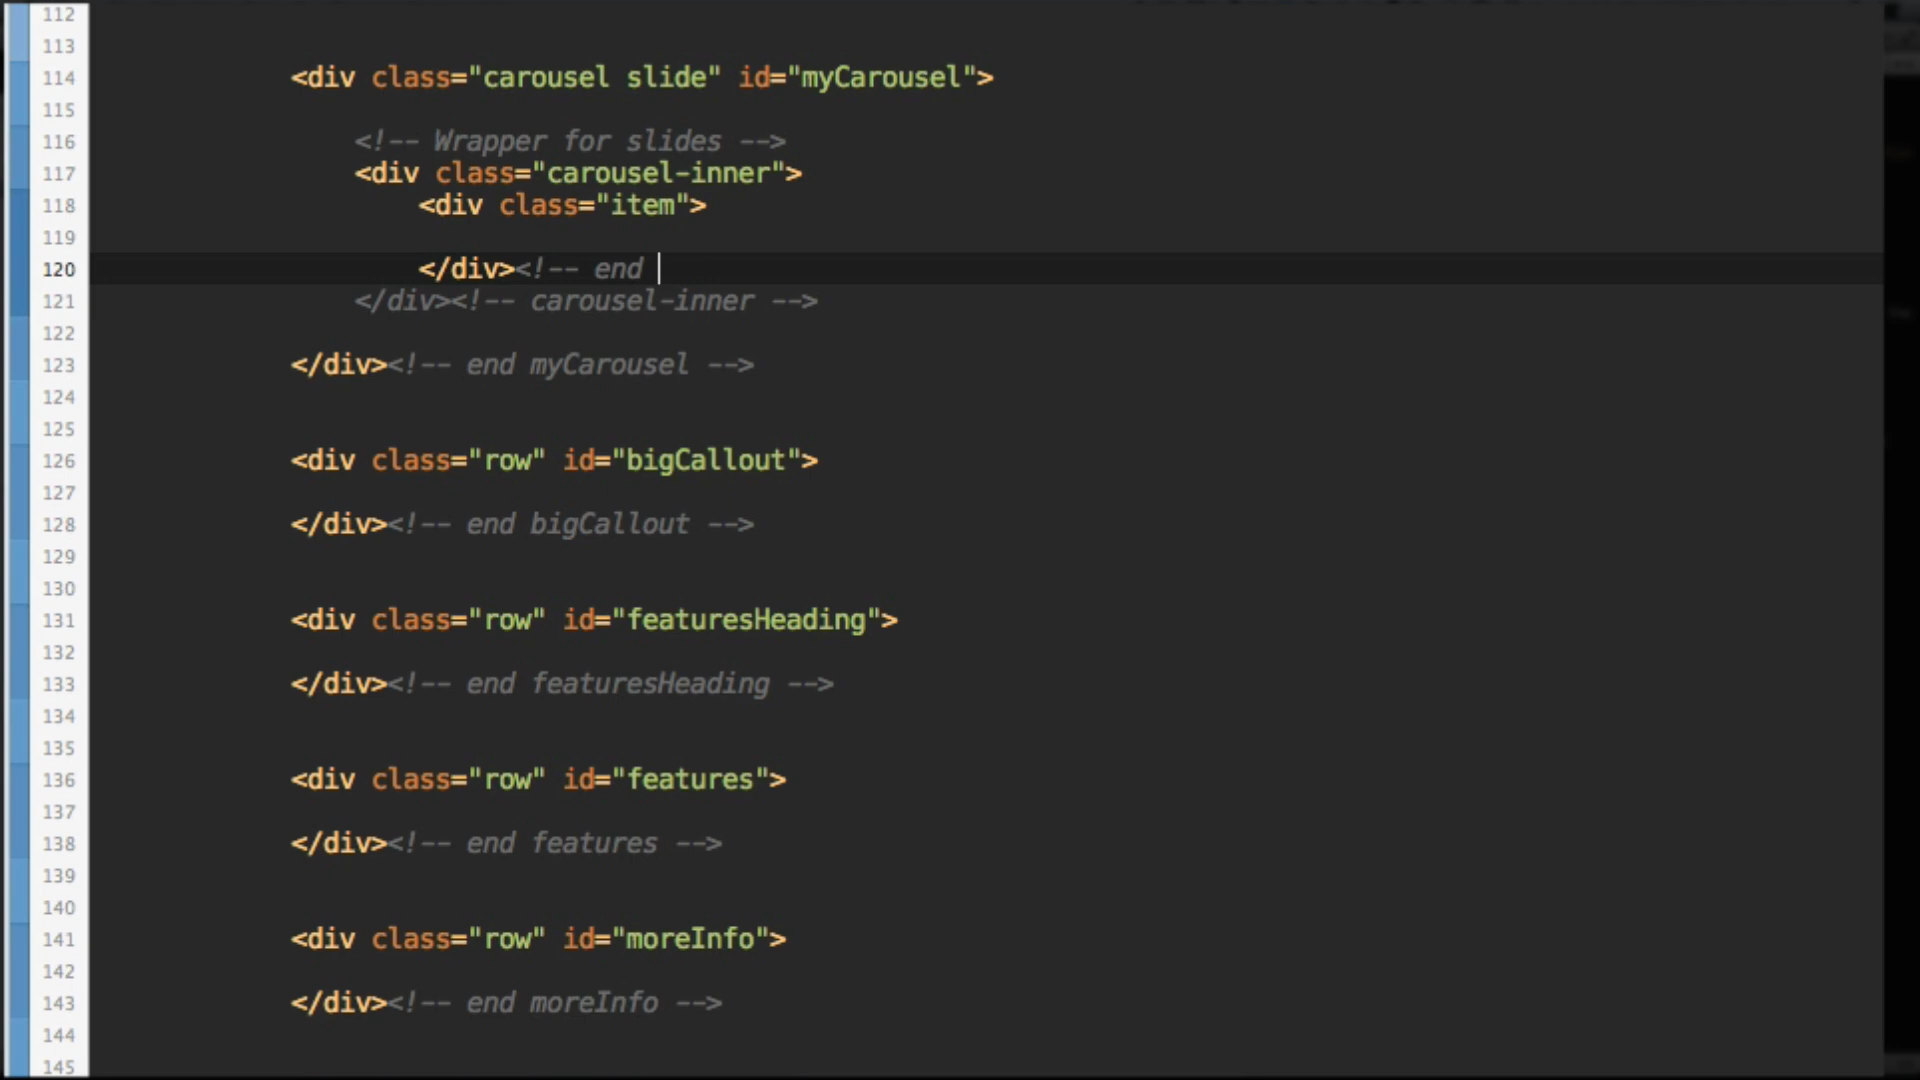 112
113
114 <div class="carousel slide" id="myCarousel">
115
116 <!-- Wrapper for slides -->
117 <div class="carousel-inner">
118 <div class="item">
119
120 </div><!-- end
121 </div><!-- carousel-inner -->
122
123 </div><!-- end myCarousel -->
124
125
126 <div class="row" id="bigCallout">
127
128 </div><!-- end bigCallout -->
129
130
131 <div class="row" id="featuresHeading">
132
133 </div><!-- end featuresHeading -->
134
135
136 <div class="row" id="features">
137
138 </div><!-- end features -->
139
140
141 <div class="row" id="moreInfo">
142
143 </div><!-- end moreInfo -->
144
145